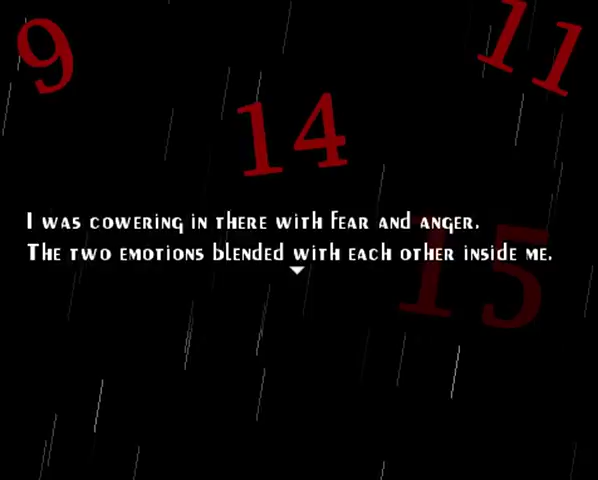 9
11
14
I was cowering in there with fear and anger.
The two emotions blended with each other inside me.
15